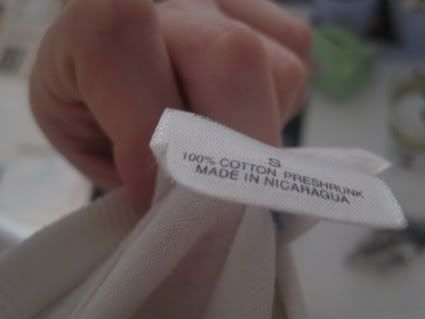 S
100% COTTON PRESHRUNK
MADE IN NICARAGUA